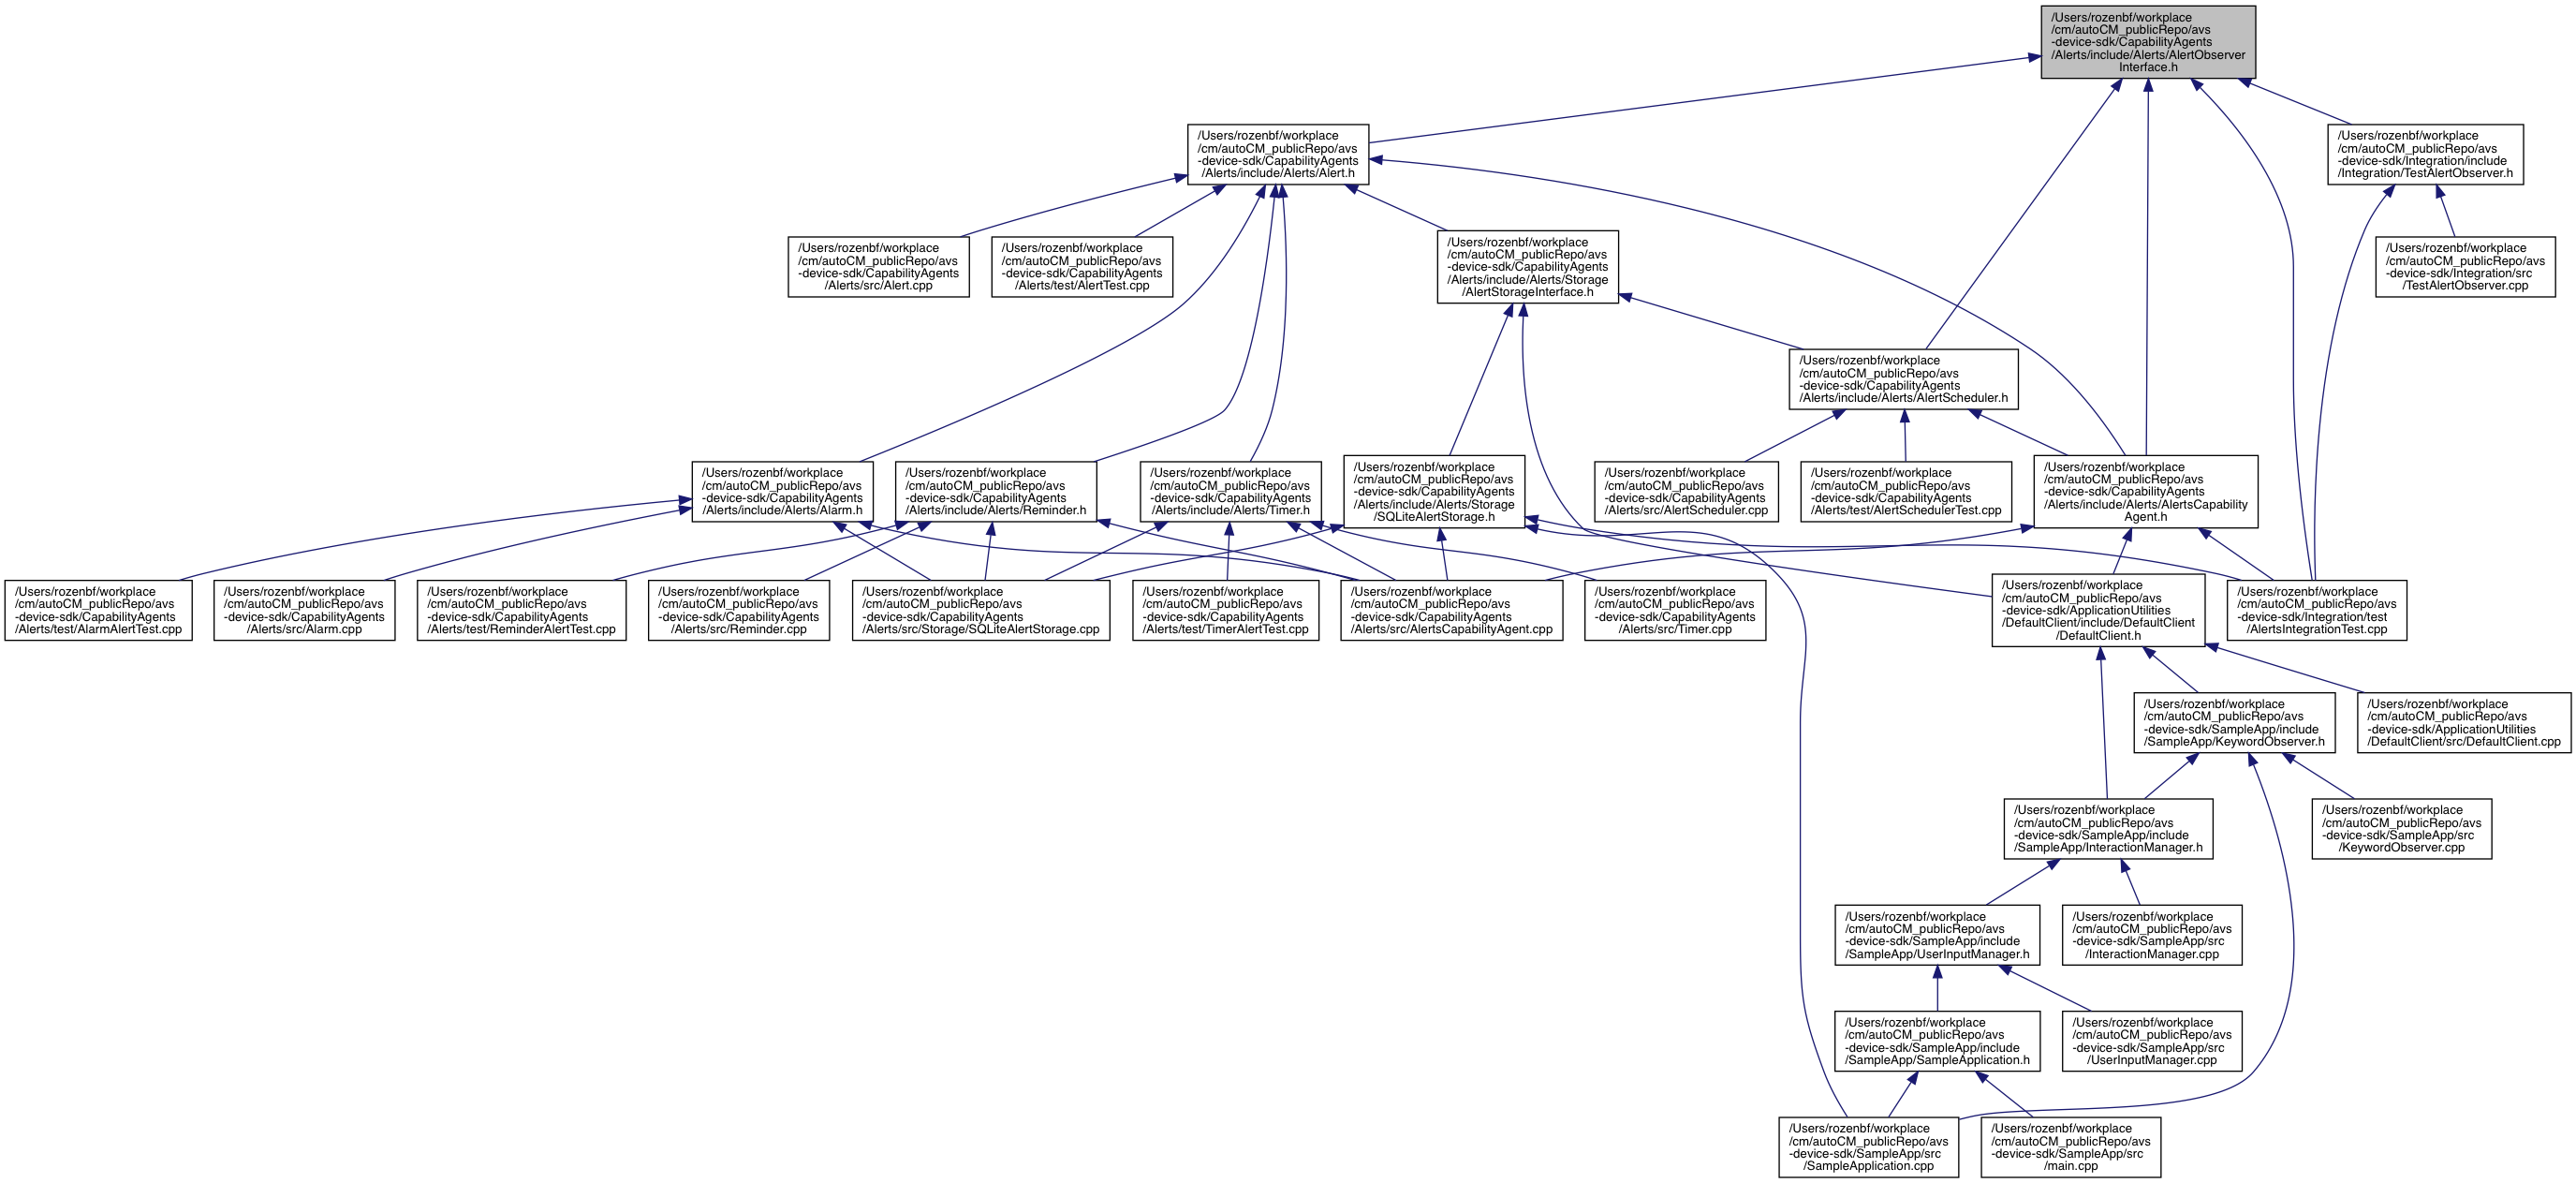 /Users/rozenbf/workplace
/cm/autoCM_publicRepo/avs
-device-sdk/CapabilityAgents
/Alerts/include/Alerts/AlertObserver
Interface.h
/Users/rozenbf/workplace
/cm/autoCM_publicRepo/avs
-device-sdk/CapabilityAgents
/Alerts/include/Alerts/Alert.h
/Users/rozenbf/workplace
/cm/autoCM_publicRepo/avs
-device-sdk/Integration/include
/Integration/TestAlertObserver.h
/Users/rozenbf/workplace
/cm/autoCM_publicRepo/avs
-device-sdk/CapabilityAgents
/Alerts/src/Alert.cpp
/Users/rozenbf/workplace
/cm/autoCM_publicRepo/avs
-device-sdk/CapabilityAgents
/Alerts/test/AlertTest.cpp
/Users/rozenbf/workplace
/cm/autoCM_publicRepo/avs
-device-sdk/CapabilityAgents
/Alerts/include/Alerts/Storage
/AlertStorageInterface.h
/Users/rozenbf/workplace
/cm/autoCM_publicRepo/avs
-device-sdk/Integration/src
/TestAlertObserver.cpp
/Users/rozenbf/workplace
/cm/autoCM_publicRepo/avs
-device-sdk/CapabilityAgents
/Alerts/include/Alerts/AlertScheduler.h
/Users/rozenbf/workplace
/cm/autoCM_publicRepo/avs
-device-sdk/CapabilityAgents
/Alerts/include/Alerts/Alarm.h
/Users/rozenbf/workplace
/cm/autoCM_publicRepo/avs
-device-sdk/CapabilityAgents
/Alerts/include/Alerts/Reminder.h
/Users/rozenbf/workplace
/cm/autoCM_publicRepo/avs
-device-sdk/CapabilityAgents
/Alerts/include/Alerts/Timer.h
/Users/rozenbf/workplace
/cm/autoCM_publicRepo/avs
-device-sdk/CapabilityAgents
/Alerts/include/Alerts/Storage
/SQLiteAlertStorage.h
/Users/rozenbf/workplace
/cm/autoCM_publicRepo/avs
-device-sdk/CapabilityAgents
/Alerts/src/AlertScheduler.cpp
/Users/rozenbf/workplace
/cm/autoCM_publicRepo/avs
-device-sdk/CapabilityAgents
/Alerts/test/AlertSchedulerTest.cpp
/Users/rozenbf/workplace
/cm/autoCM_publicRepo/avs
-device-sdk/CapabilityAgents
/Alerts/include/Alerts/AlertsCapability
Agent.h
/Users/rozenbf/workplace
/cm/autoCM_publicRepo/avs
-device-sdk/CapabilityAgents
/Alerts/test/AlarmAlertTest.cpp
/Users/rozenbf/workplace
/cm/autoCM_publicRepo/avs
-device-sdk/CapabilityAgents
/Alerts/src/Alarm.cpp
/Users/rozenbf/workplace
/cm/autoCM_publicRepo/avs
-device-sdk/CapabilityAgents
/Alerts/test/ReminderAlertTest.cpp
/Users/rozenbf/workplace
/cm/autoCM_publicRepo/avs
-device-sdk/CapabilityAgents
/Alerts/src/Reminder.cpp
/Users/rozenbf/workplace
/cm/autoCM_publicRepo/avs
-device-sdk/CapabilityAgents
/Alerts/src/Storage/SQLiteAlertStorage.cpp
/Users/rozenbf/workplace
/cm/autoCM_publicRepo/avs
-device-sdk/CapabilityAgents
/Alerts/test/TimerAlertTest.cpp
/Users/rozenbf/workplace
/cm/autoCM_publicRepo/avs
-device-sdk/CapabilityAgents
/Alerts/src/AlertsCapabilityAgent.cpp
/Users/rozenbf/workplace
/cm/autoCM_publicRepo/avs
-device-sdk/CapabilityAgents
/Alerts/src/Timer.cpp
/Users/rozenbf/workplace
/cm/autoCM_publicRepo/avs
-device-sdk/ApplicationUtilities
/DefaultClient/include/DefaultClient
/DefaultClient.h
/Users/rozenbf/workplace
/cm/autoCM_publicRepo/avs
-device-sdk/Integration/test
/AlertsIntegrationTest.cpp
/Users/rozenbf/workplace
/cm/autoCM_publicRepo/avs
-device-sdk/SampleApp/include
/SampleApp/KeywordObserver.h
/Users/rozenbf/workplace
/cm/autoCM_publicRepo/avs
-device-sdk/ApplicationUtilities
/DefaultClient/src/DefaultClient.cpp
/Users/rozenbf/workplace
/cm/autoCM_publicRepo/avs
-device-sdk/SampleApp/include
/SampleApp/InteractionManager.h
/Users/rozenbf/workplace
/cm/autoCM_publicRepo/avs
-device-sdk/SampleApp/src
/KeywordObserver.cpp
/Users/rozenbf/workplace
/cm/autoCM_publicRepo/avs
-device-sdk/SampleApp/include
/SampleApp/UserInputManager.h
/Users/rozenbf/workplace
/cm/autoCM_publicRepo/avs
-device-sdk/SampleApp/src
/InteractionManager.cpp
/Users/rozenbf/workplace
/cm/autoCM_publicRepo/avs
-device-sdk/SampleApp/include
/SampleApp/SampleApplication.h
/Users/rozenbf/workplace
/cm/autoCM_publicRepo/avs
-device-sdk/SampleApp/src
/UserInputManager.cpp
/Users/rozenbf/workplace
/cm/autoCM_publicRepo/avs
-device-sdk/SampleApp/src
/SampleApplication.cpp
/Users/rozenbf/workplace
/cm/autoCM_publicRepo/avs
-device-sdk/SampleApp/src
/main.cpp